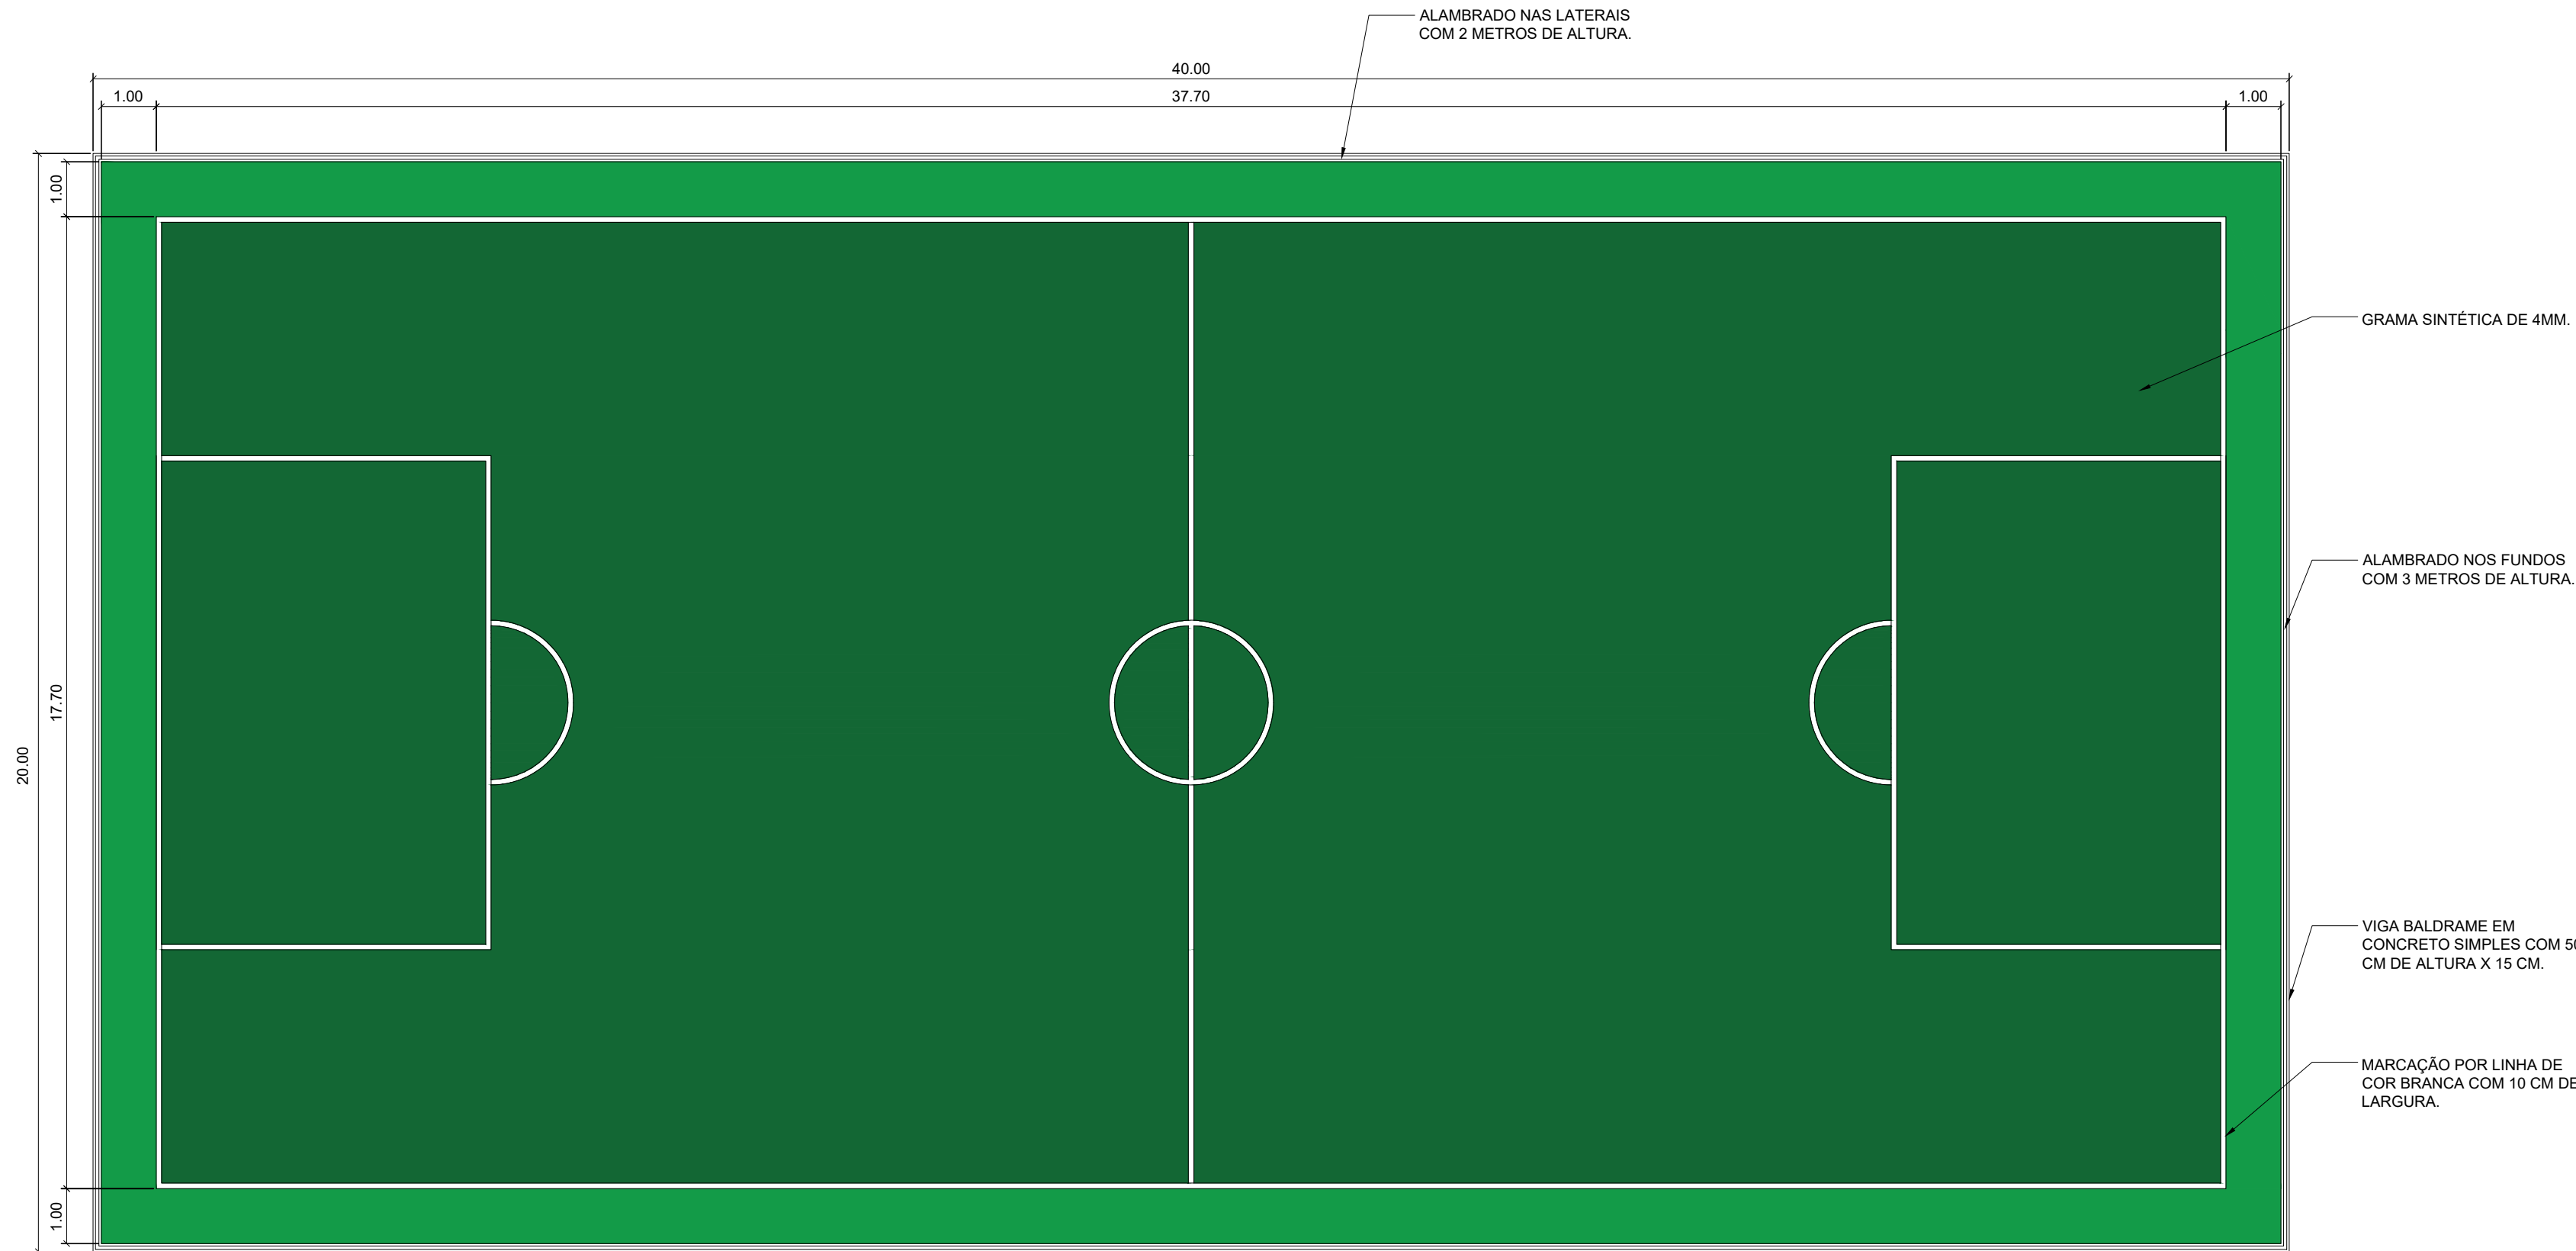 ALAMBRADO NAS LATERAIS
COM 2 METROS DE ALTURA.
40.00
1.00
37.70
1.00
1.00
GRAMA SINTÉTICA DE 4MM.
ALAMBRADO NOS FUNDOS
COM 3 METROS DE ALTURA.
17.70
20.00
VIGA BALDRAME EM
CONCRETO SIMPLES COM
CM DE ALTURA X 15 CM.
MARCAÇÃO POR LINHA DE
COR BRANCA COM 10 CM DE
LARGURA.
1.00